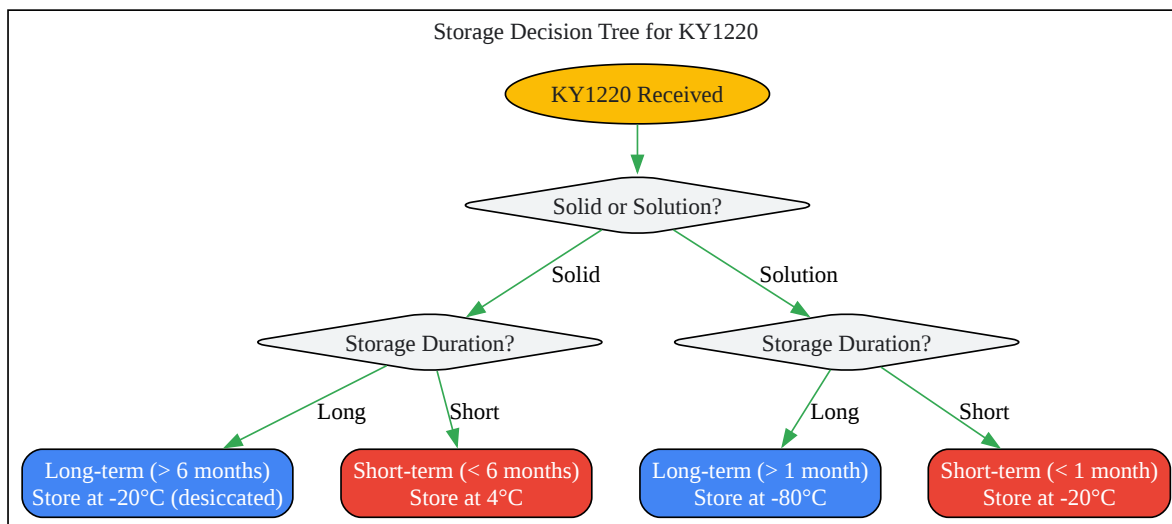 Storage Decision Tree for KY1220
KY1220 Received
Solid or Solution?
Solid
Solution
Storage Duration?
Storage Duration?
Long
Short
Long
Short
Long-term (> 6 months)
Store at -20°C (desiccated)
Short-term (< 6 months)
Store at 4°C
Long-term (> 1 month)
Store at -80°C
Short-term (< 1 month)
Store at -20°C